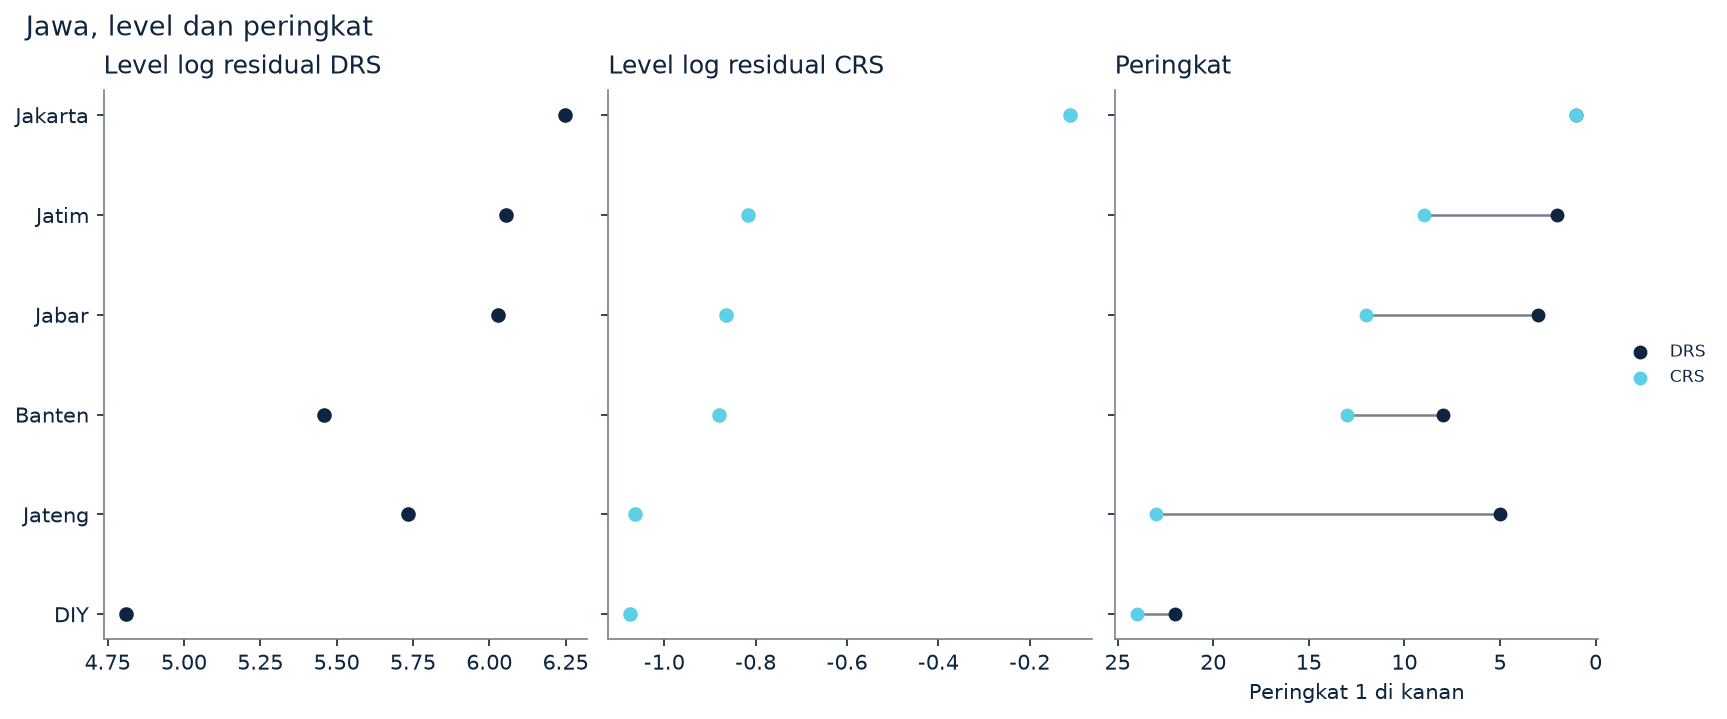 Jawa, level dan peringkat
Level log residual DRS
Level log residual CRS
Peringkat
Jakarta
Jatim
Jabar
Banten
Jateng
DIY
DRS
CRS
4.75 5.00 5.25 5.50 5.75 6.00 6.25
-1.0 -0.8 -0.6 -0.4 -0.2
25 20 15 10 5 0
Peringkat 1 di kanan